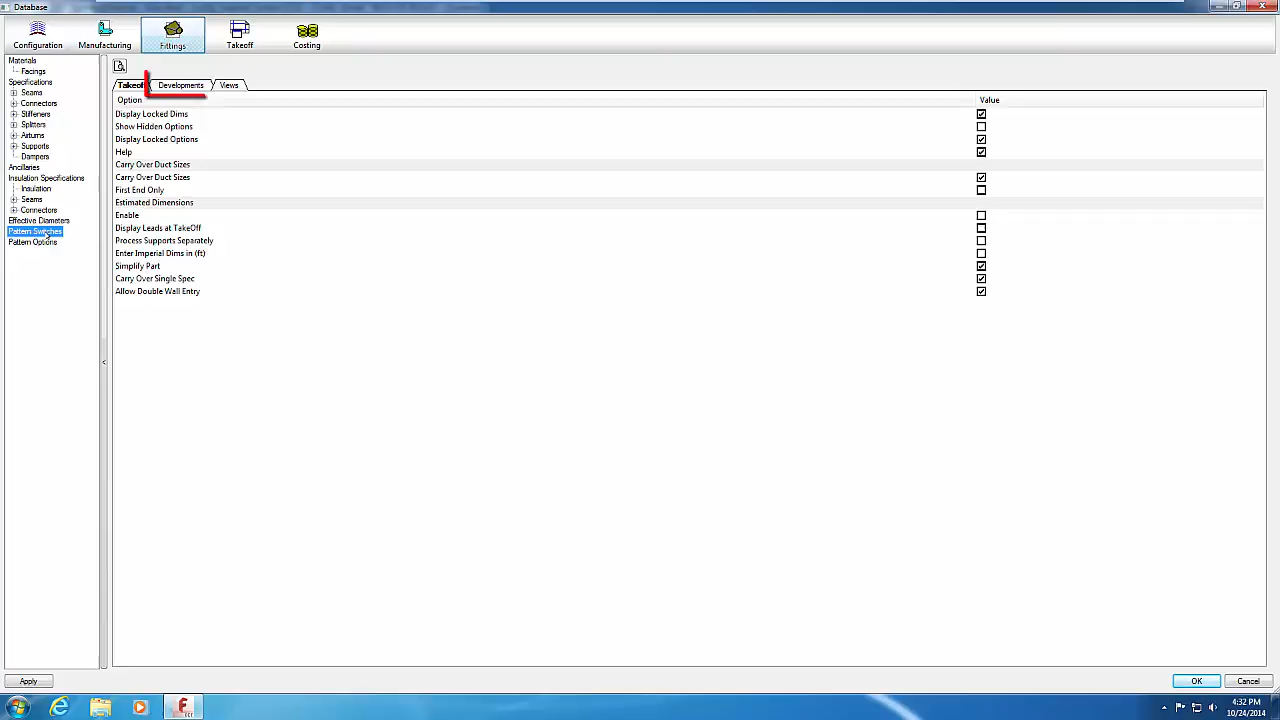 Database
Configuration
Manufacturing
Fittings
Takeoff
Costing
Materials
Facings
Specifications
Seams
Connectors
Stiffeners
Splitters
Airturns
Supports
Dampers
Ancillaries
Insulation Specifications
Insulation
Seams
Connectors
Effective Diameters
Pattern Switches
Pattern Options
Takeoff Developments Views
Option Value
Display Locked Dims
Show Hidden Options
Display Locked Options
Help
Carry Over Duct Sizes
Carry Over Duct Sizes
First End Only
Estimated Dimensions
Enable
Display Leads at TakeOff
Process Supports Separately
Enter Imperial Dims in (ft)
Simplify Part
Carry Over Single Spec
Allow Double Wall Entry
<
Apply
OK
Cancel
4:32 PM
10/24/2014